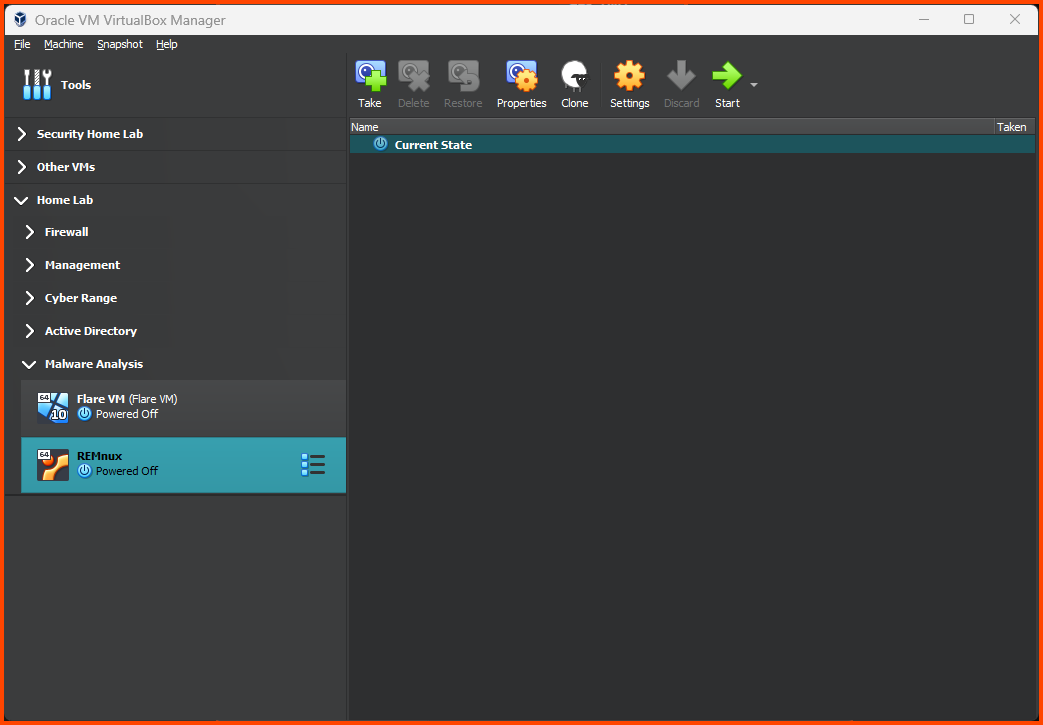 Oracle VM VirtualBox Manager
File Machine Snapshot Help
Tools
Take Delete Restore Properties Clone Settings Discard Start
Name Taken
Current State
Security Home Lab
Other VMs
Home Lab
Firewall
Management
Cyber Range
Active Directory
Malware Analysis
64
10
Flare VM (Flare VM)
Powered Off
64
REMnux
Powered Off